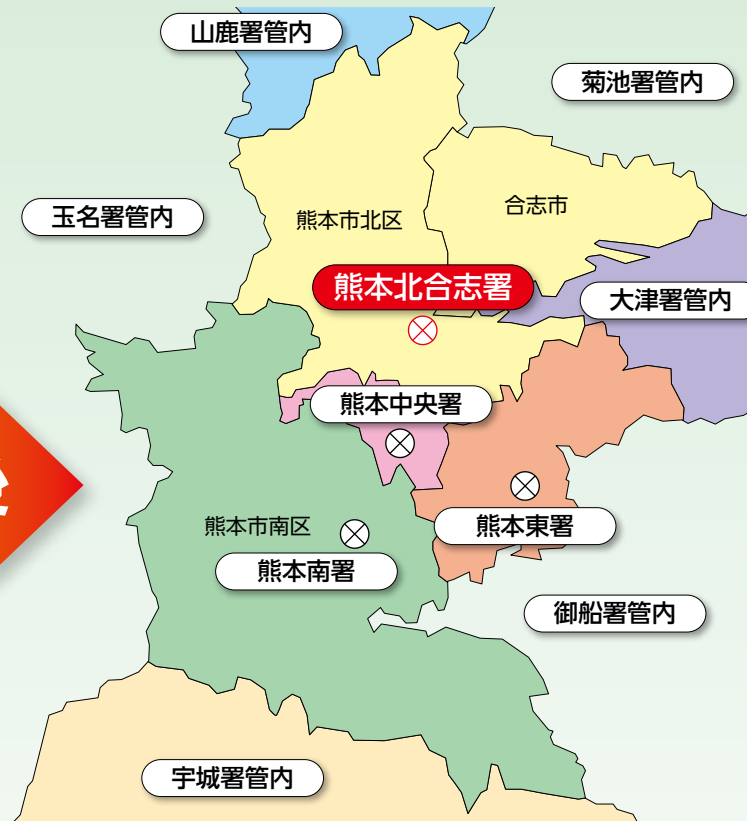 山鹿署管内
菊池署管内
玉名署管内
熊本市北区
合志市
熊本北合志署
大津署管内
熊本中央署
熊本市南区
熊本東署
熊本南署
御船署管内
宇城署管内